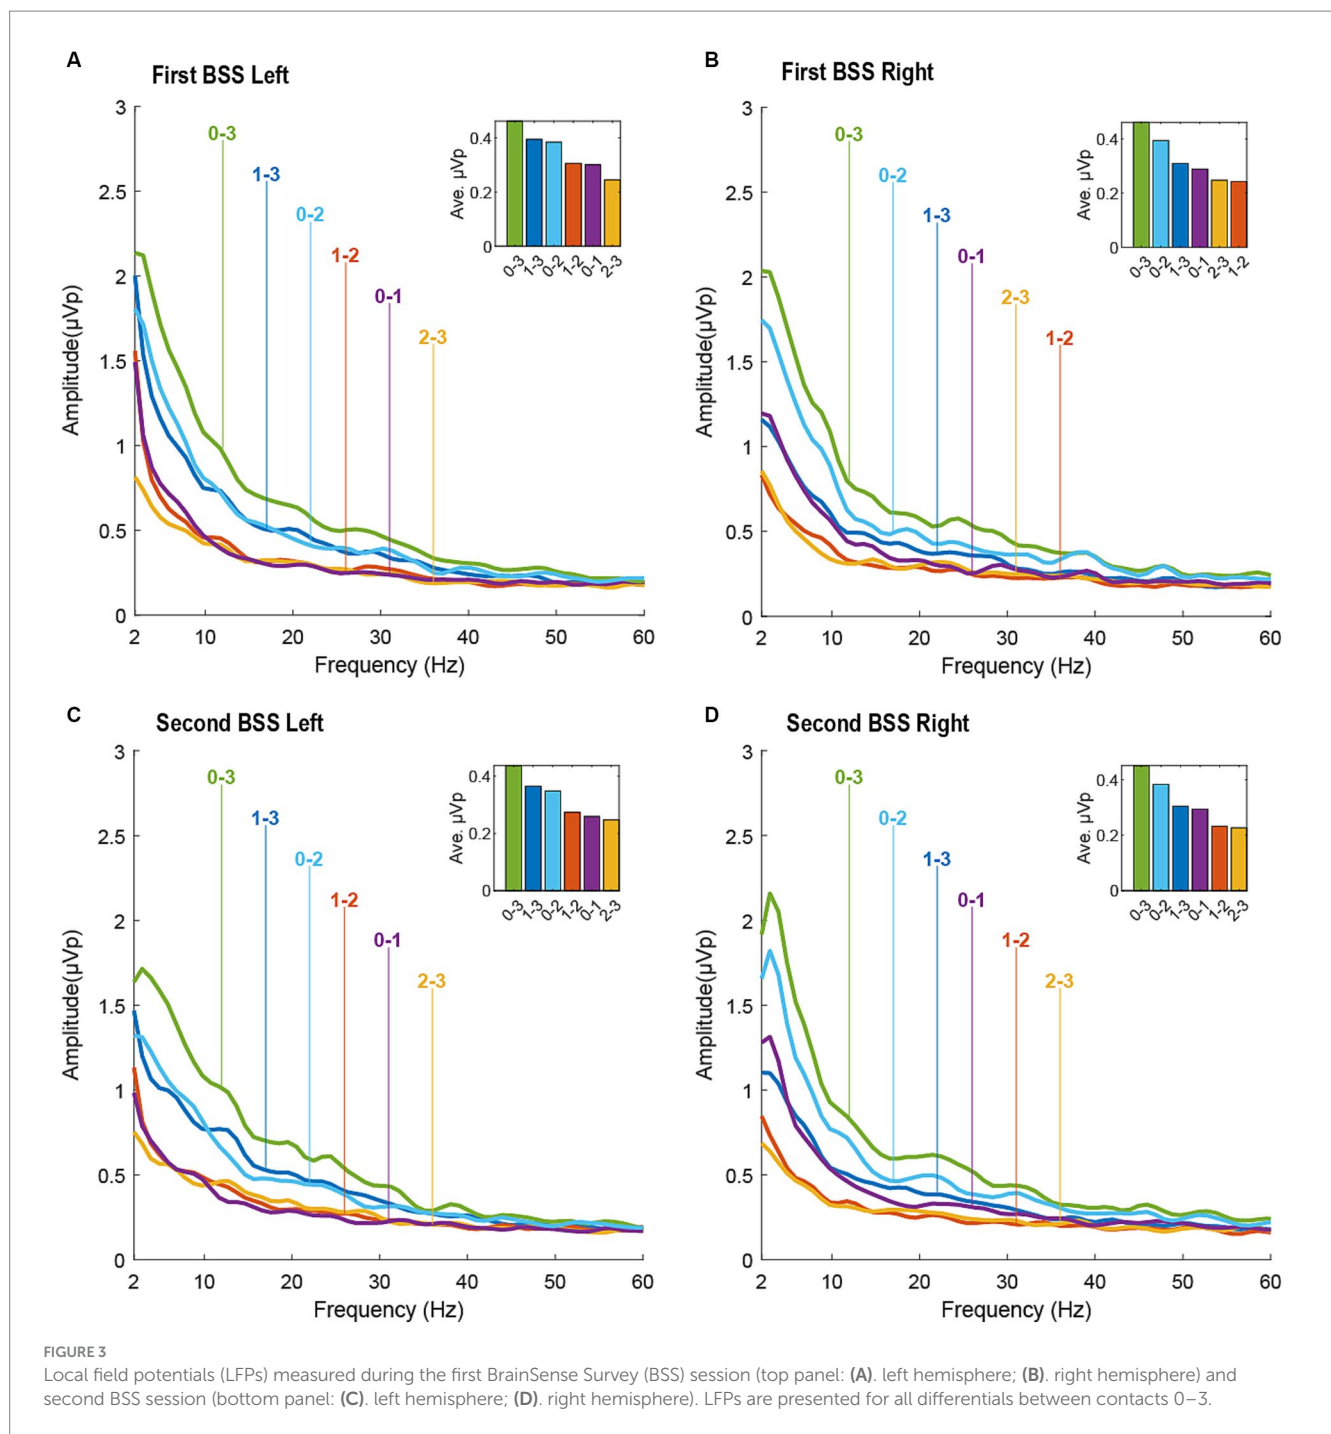 A
First BSS Left
3
2.5
2
1.5
1
0.5
0
Amplitude(µVp)
2 10 20 30 40 50 60
Frequency (Hz)
0-3
1-3
0-2
1-2
0-1
2-3
Ave. µVp
0.4
0.2
0
0-3 1-3 0-2 1-2 0-1 2-3
B
First BSS Right
3
2.5
2
1.5
1
0.5
0
Amplitude(µVp)
2 10 20 30 40 50 60
Frequency (Hz)
0-3
0-2
1-3
0-1
2-3
1-2
Ave. µVp
0.4
0.2
0
0-3 0-2 1-3 0-1 2-3 1-2
C
Second BSS Left
3
2.5
2
1.5
1
0.5
0
Amplitude(µVp)
2 10 20 30 40 50 60
Frequency (Hz)
0-3
1-3
0-2
1-2
0-1
2-3
Ave. µVp
0.4
0.2
0
0-3 1-3 0-2 1-2 0-1 2-3
D
Second BSS Right
3
2.5
2
1.5
1
0.5
0
Amplitude(µVp)
2 10 20 30 40 50 60
Frequency (Hz)
0-3
0-2
1-3
0-1
1-2
2-3
Ave. µVp
0.4
0.2
0
0-3 0-2 1-3 0-1 1-2 2-3
FIGURE 3
Local field potentials (LFPs) measured during the first BrainSense Survey (BSS) session (top panel: (A). left hemisphere; (B). right hemisphere) and
second BSS session (bottom panel: (C). left hemisphere; (D). right hemisphere). LFPs are presented for all differentials between contacts 0–3.